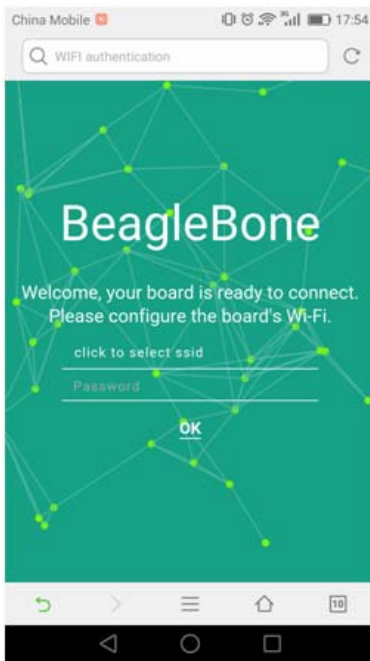 China Mobile 3G 17:54
WIFI authentication
BeagleBone
Welcome, your board is ready to connect.
Please configure the board's Wi-Fi.
click to select ssid
Password
OK
10